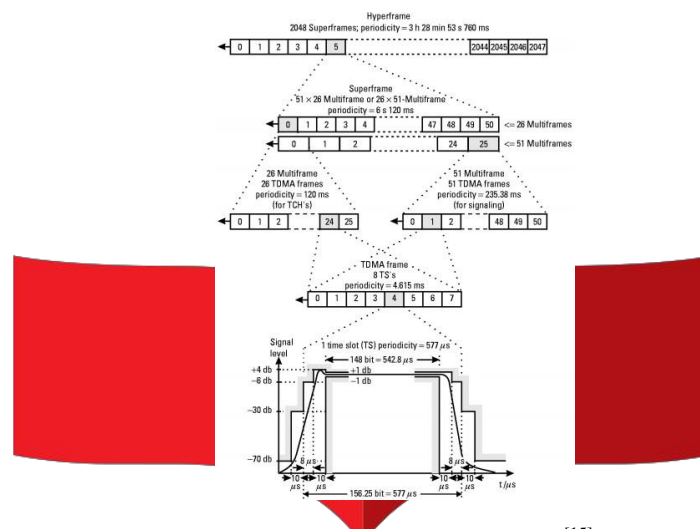 Hyperframe
2048 Superframes; periodicity = 3 h 28 min 53 s 760 ms
0 1 2 3 4 5 2044 2045 2046 2047
Superframe
51 × 26 Multiframe or 26 × 51-Multiframe
periodicity = 6 s 120 ms
0 1 2 3 4 47 48 49 50 <= 26 Multiframes
0 1 2 24 25 <= 51 Multiframes
26 Multiframe
26 TDMA frames
periodicity = 120 ms
(for TCH's)
51 Multiframe
51 TDMA frames
periodicity = 235.38 ms
(for signaling)
0 1 2 24 25
0 1 2 48 49 50
TDMA frame
8 TS's
periodicity = 4.615 ms
0 1 2 3 4 5 6 7
Signal
level
1 time slot (TS) periodicity = 577 µs
148 bit = 542.8 µs
+4 db
+1 db
−6 db
−1 db
−30 db
−70 db
8 µs 8 µs
10 µs 10 µs 10 µs 10 µs
t/µs
156.25 bit = 577 µs